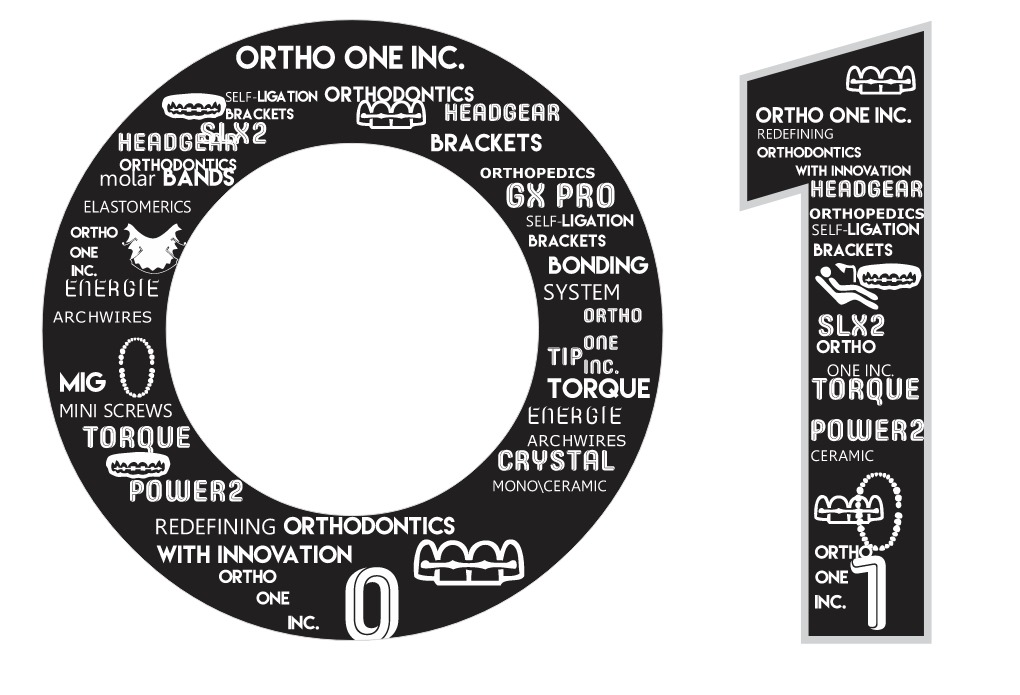 ORTHO ONE INC.
SELF-LIGATION
BRACKETS
ORTHODONTICS
HEADGEAR
HEADGEAR
SLX2
BRACKETS
ORTHODONTICS
molar BANDS
ORTHOPEDICS
GX PRO
ELASTOMERICS
SELF-LIGATION
BRACKETS
ORTHO
ONE
INC.
BONDING
SYSTEM
ENERGIE
ARCHWIRES
ORTHO
ONE
INC.
TIP
TORQUE
MIG
MINI SCREWS
ENERGIE
ARCHWIRES
TORQUE
CRYSTAL
MONO\CERAMIC
POWER2
REDEFINING ORTHODONTICS
WITH INNOVATION
ORTHO
ONE
INC.
0
ORTHO ONE INC.
REDEFINING
ORTHODONTICS
WITH INNOVATION
HEADGEAR
ORTHOPEDICS
SELF-LIGATION
BRACKETS
SLX2
ORTHO
ONE INC.
TORQUE
POWER2
CERAMIC
ORTHO
ONE
INC.
1